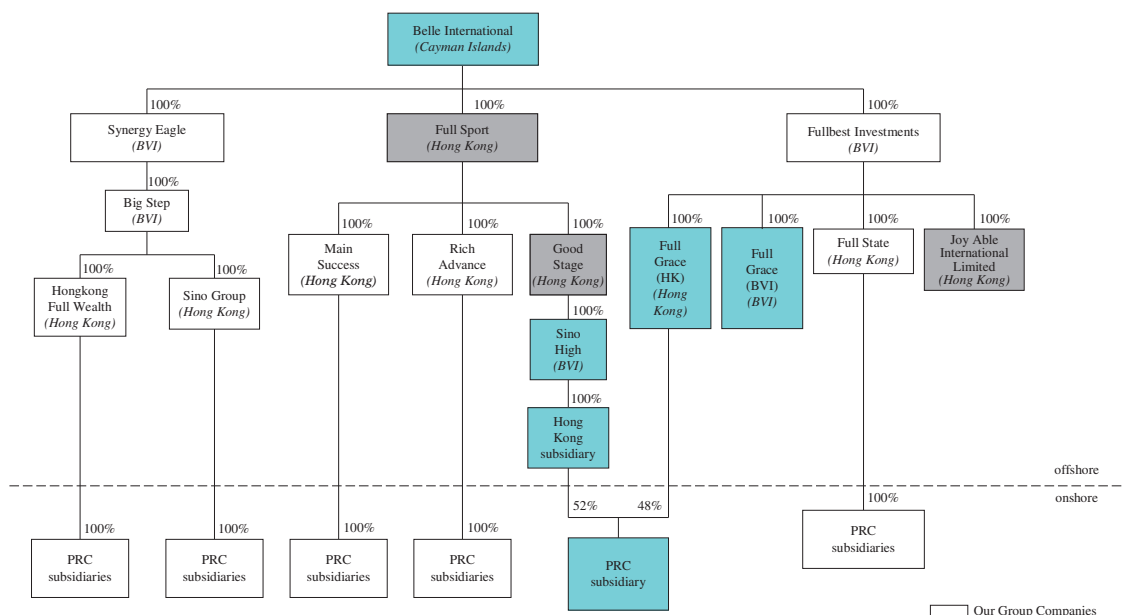 Belle International
(Cayman Islands)
100%
100%
100%
Synergy Eagle
(BVI)
Full Sport
(Hong Kong)
Fullbest Investments
(BVI)
100%
Big Step
(BVI)
100%
100%
100%
100%
100%
100%
100%
Main
Success
(Hong Kong)
Rich
Advance
(Hong Kong)
Good
Stage
(Hong Kong)
Full
Grace
(HK)
(Hong
Kong)
Full
Grace
(BVI)
(BVI)
Full State
(Hong Kong)
Joy Able
International
Limited
(Hong Kong)
100%
100%
Hongkong
Full Wealth
(Hong Kong)
Sino Group
(Hong Kong)
100%
Sino
High
(BVI)
100%
Hong
Kong
subsidiary
offshore
onshore
100%
100%
100%
100%
52%
48%
100%
PRC
subsidiaries
PRC
subsidiaries
PRC
subsidiaries
PRC
subsidiaries
PRC
subsidiary
PRC
subsidiaries
Our Group Companies